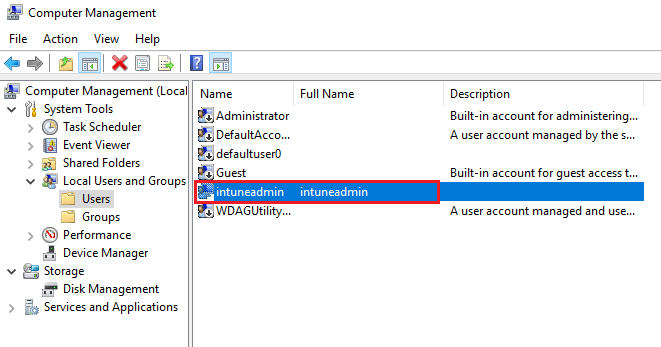 Computer Management
File Action View Help
Computer Management (Local
System Tools
Task Scheduler
Event Viewer
Shared Folders
Local Users and Groups
Users
Groups
Performance
Device Manager
Storage
Disk Management
Services and Applications
Name Full Name Description
Administrator Built-in account for administering...
DefaultAcco... A user account managed by the s...
defaultuser0
Guest Built-in account for guest access t...
intuneadmin intuneadmin
WDAGUtility... A user account managed and use...